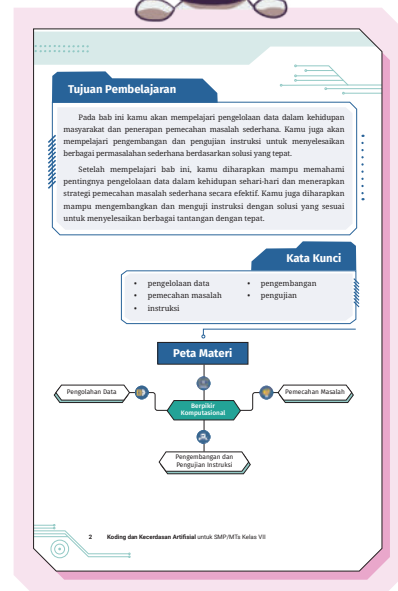 Tujuan Pembelajaran
Pada bab ini kamu akan mempelajari pengelolaan data dalam kehidupan
masyarakat dan penerapan pemecahan masalah sederhana. Kamu juga akan
mempelajari pengembangan dan pengujian instruksi untuk menyelesaikan
berbagai permasalahan sederhana berdasarkan solusi yang tepat.
Setelah mempelajari bab ini, kamu diharapkan mampu memahami
pentingnya pengelolaan data dalam kehidupan sehari-hari dan menerapkan
strategi pemecahan masalah sederhana secara efektif. Kamu juga diharapkan
mampu mengembangkan dan menguji instruksi dengan solusi yang sesuai
untuk menyelesaikan berbagai tantangan dengan tepat.
Kata Kunci
• pengelolaan data
• pemecahan masalah
• instruksi
• pengembangan
• pengujian
Peta Materi
Pengolahan Data
Pemecahan Masalah
Berpikir
Komputasional
Pengembangan dan
Pengujian Instruksi
2 Koding dan Kecerdasan Artifisial untuk SMP/MTs Kelas VII